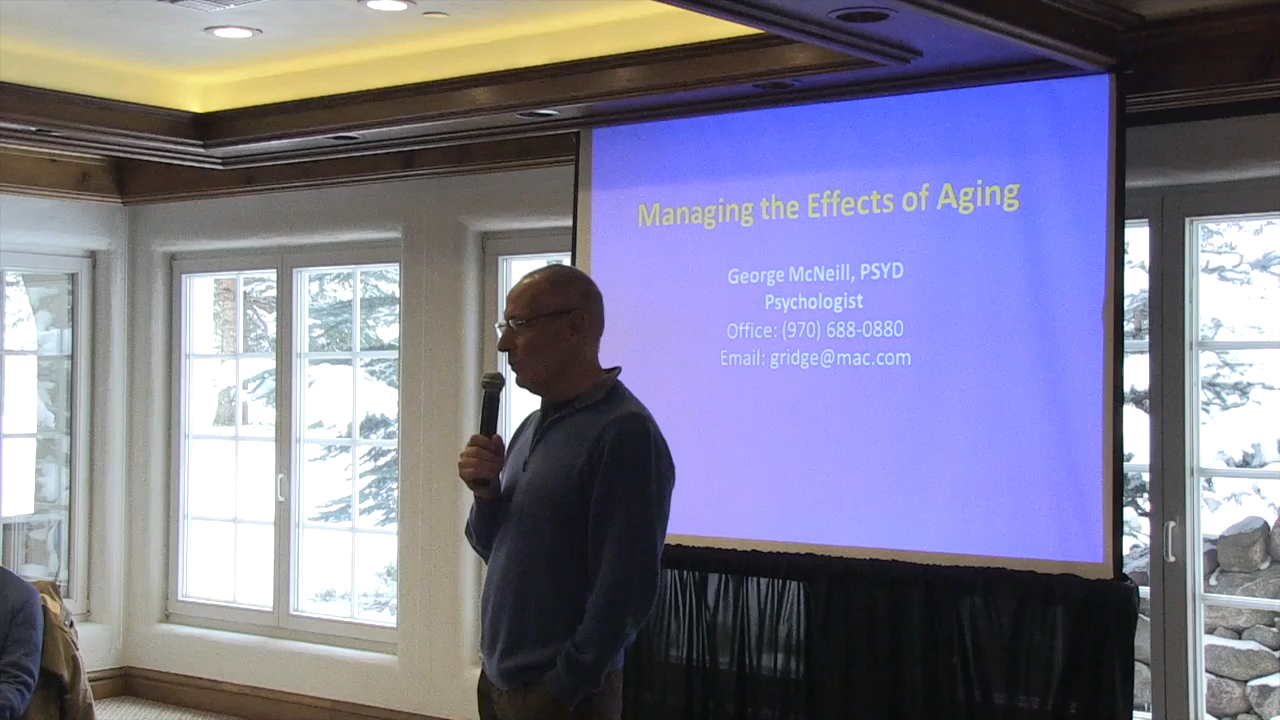 Managing the Effects of Aging
George McNeill, PSYD
Psychologist
Office: (970) 688-0880
Email: gridge@mac.com